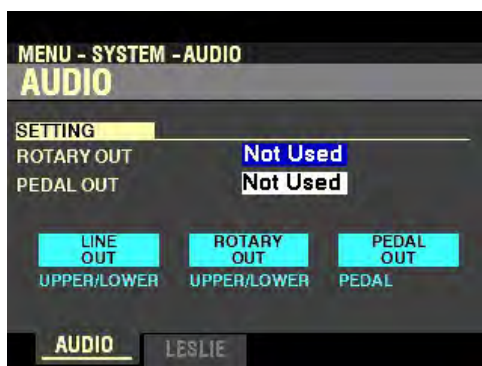 MENU - SYSTEM - AUDIO
AUDIO
SETTING
ROTARY OUT Not Used
PEDAL OUT Not Used
LINE OUT ROTARY OUT PEDAL OUT
UPPER/LOWER UPPER/LOWER PEDAL
AUDIO LESLIE